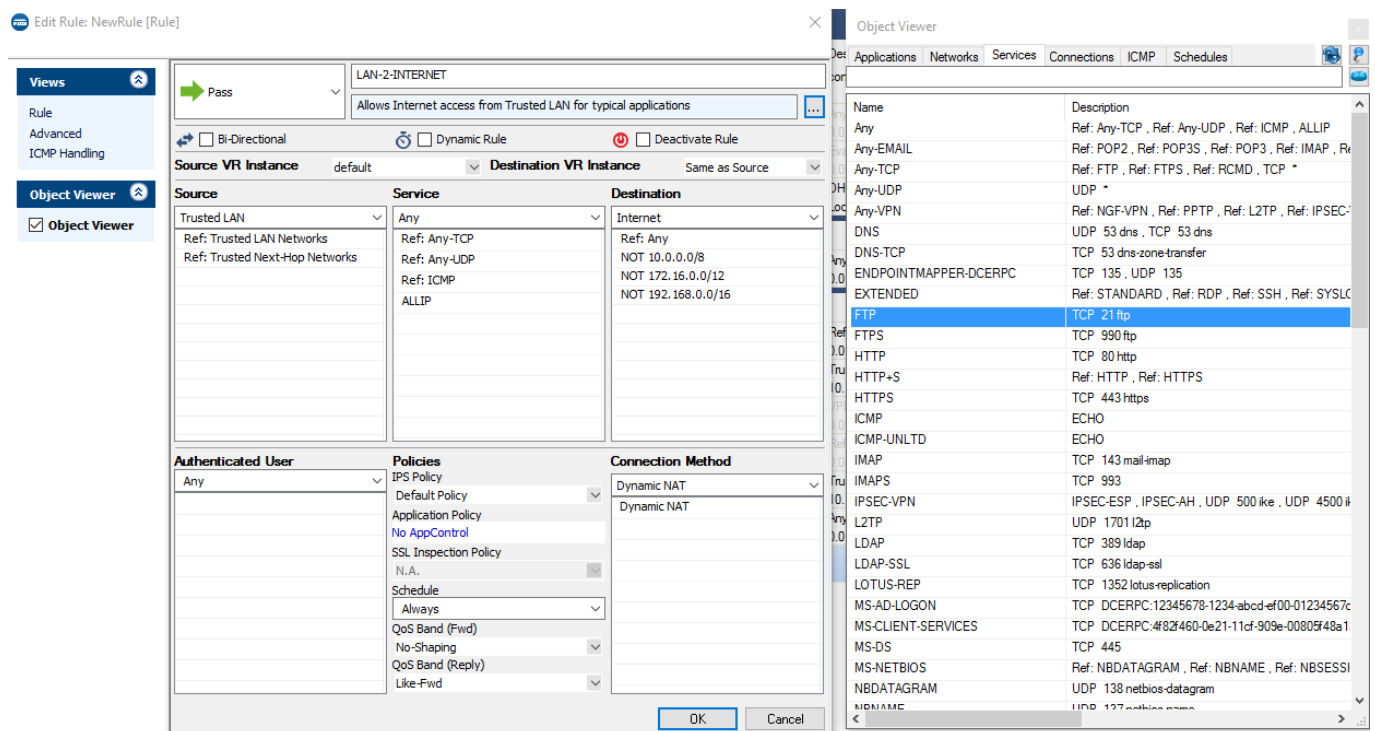 Edit Rule: NewRule [Rule]
Views
Rule
Advanced
ICMP Handling
Object Viewer
Object Viewer
Pass
LAN-2-INTERNET
Allows Internet access from Trusted LAN for typical applications
...
Bi-Directional
Dynamic Rule
Deactivate Rule
Source VR Instance
default
Destination VR Instance
Same as Source
Source
Trusted LAN
Ref: Trusted LAN Networks
Ref: Trusted Next-Hop Networks
Service
Any
Ref: Any-TCP
Ref: Any-UDP
Ref: ICMP
ALLIP
Destination
Internet
Ref: Any
NOT 10.0.0.0/8
NOT 172.16.0.0/12
NOT 192.168.0.0/16
Authenticated User
Any
Policies
IPS Policy
Default Policy
Application Policy
No AppControl
SSL Inspection Policy
N.A.
Schedule
Always
QoS Band (Fwd)
No-Shaping
QoS Band (Reply)
Like-Fwd
Connection Method
Dynamic NAT
Dynamic NAT
OK
Cancel
Object Viewer
Applications Networks Services Connections ICMP Schedules
Name Description
Any Ref: Any-TCP , Ref: Any-UDP , Ref: ICMP , ALLIP
Any-EMAIL Ref: POP2 , Ref: POP3S , Ref: POP3 , Ref: IMAP , Re
Any-TCP Ref: FTP , Ref: FTPS , Ref: RCMD , TCP *
Any-UDP UDP *
Any-VPN Ref: NGF-VPN , Ref: PPTP , Ref: L2TP , Ref: IPSEC-
DNS UDP 53 dns , TCP 53 dns
DNS-TCP TCP 53 dns-zone-transfer
ENDPOINTMAPPER-DCERPC TCP 135 , UDP 135
EXTENDED Ref: STANDARD , Ref: RDP , Ref: SSH , Ref: SYSLO
FTP TCP 21 ftp
FTPS TCP 990 ftp
HTTP TCP 80 http
HTTP+S Ref: HTTP , Ref: HTTPS
HTTPS TCP 443 https
ICMP ECHO
ICMP-UNLTD ECHO
IMAP TCP 143 mail-imap
IMAPS TCP 993
IPSEC-VPN IPSEC-ESP , IPSEC-AH , UDP 500 ike , UDP 4500 i
L2TP UDP 1701 l2tp
LDAP TCP 389 ldap
LDAP-SSL TCP 636 ldap-ssl
LOTUS-REP TCP 1352 lotus-replication
MS-AD-LOGON TCP DCERPC:12345678-1234-abcd-ef00-01234567c
MS-CLIENT-SERVICES TCP DCERPC:4f82f460-0e21-11cf-909e-00805f48a1
MS-DS TCP 445
MS-NETBIOS Ref: NBDATAGRAM , Ref: NBNAME , Ref: NBSESSI
NBDATAGRAM UDP 138 netbios-datagram
NBNAME UDP 137 netbios-name